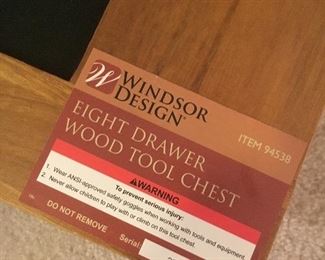 WINDSOR
DESIGN
EIGHT DRAWER
WOOD TOOL CHEST
ITEM 94538
WARNING
To prevent serious injury:
1. Wear ANSI-approved safety goggles when working with tools and equipment.
2. Never allow children to play with or climb on this tool chest.
DO NOT REMOVE
Serial